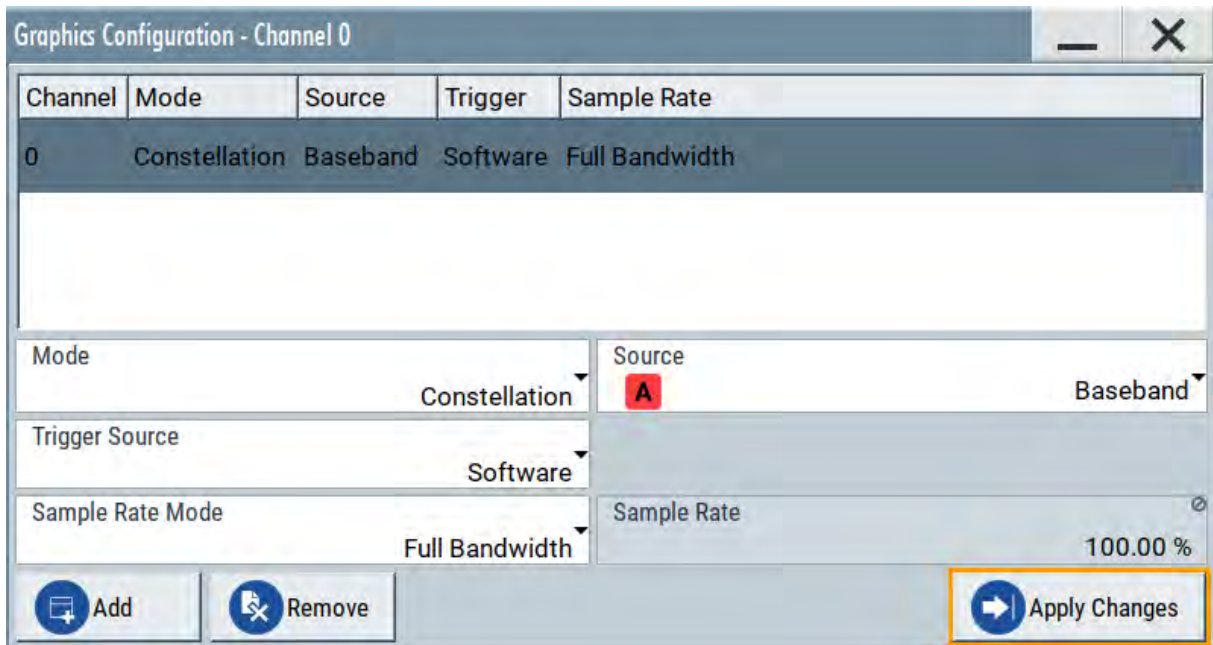 Graphics Configuration - Channel 0
Channel Mode Source Trigger Sample Rate
0 Constellation Baseband Software Full Bandwidth
Mode
Constellation
Source
A Baseband
Trigger Source
Software
Sample Rate Mode
Full Bandwidth
Sample Rate
100.00 %
Add
Remove
Apply Changes